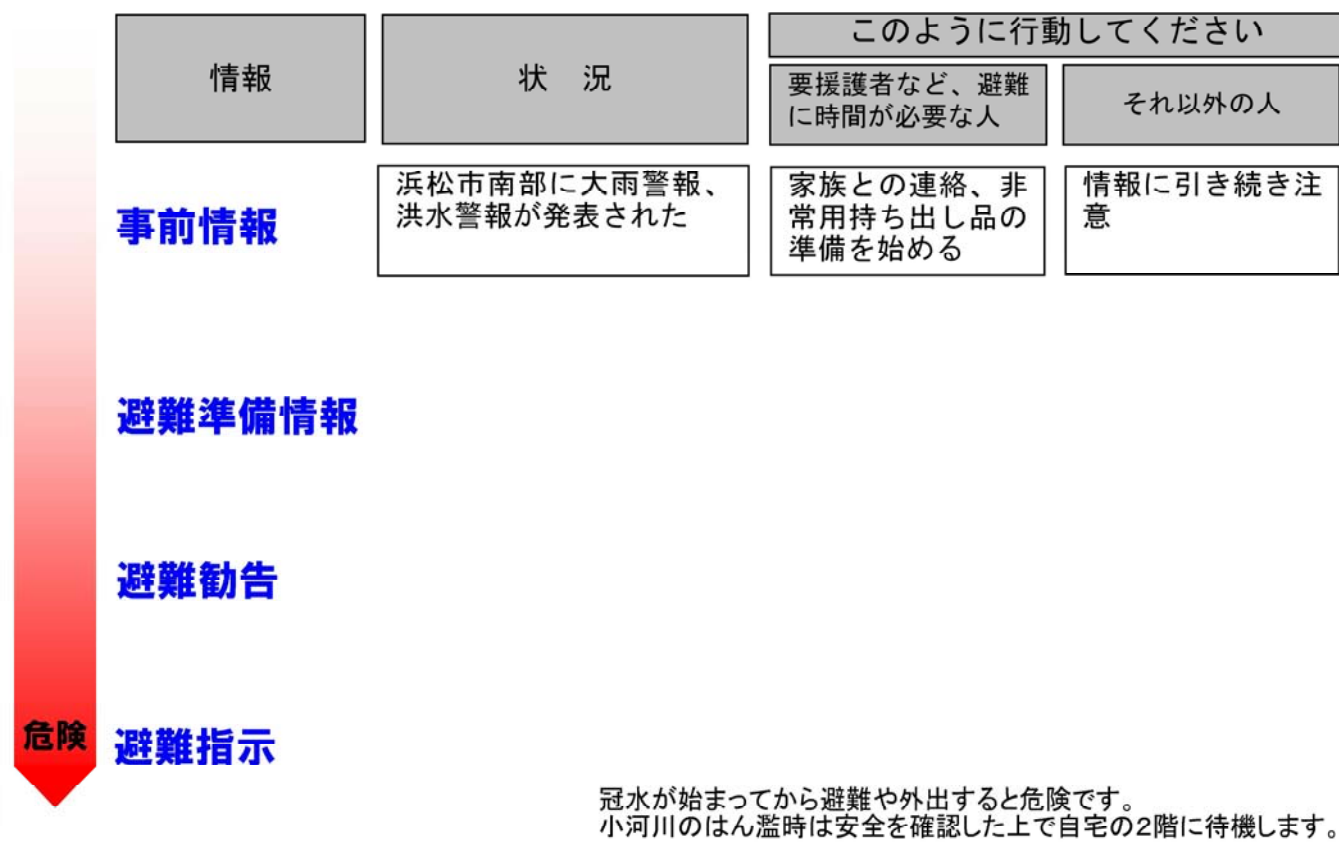 情報
状　況
このように行動してください
要援護者など、避難
に時間が必要な人
それ以外の人
事前情報
浜松市南部に大雨警報、
洪水警報が発表された
家族との連絡、非
常用持ち出し品の
準備を始める
情報に引き続き注
意
避難準備情報
避難勧告
危険
避難指示
冠水が始まってから避難や外出すると危険です。
小河川のはん濫時は安全を確認した上で自宅の2階に待機します。